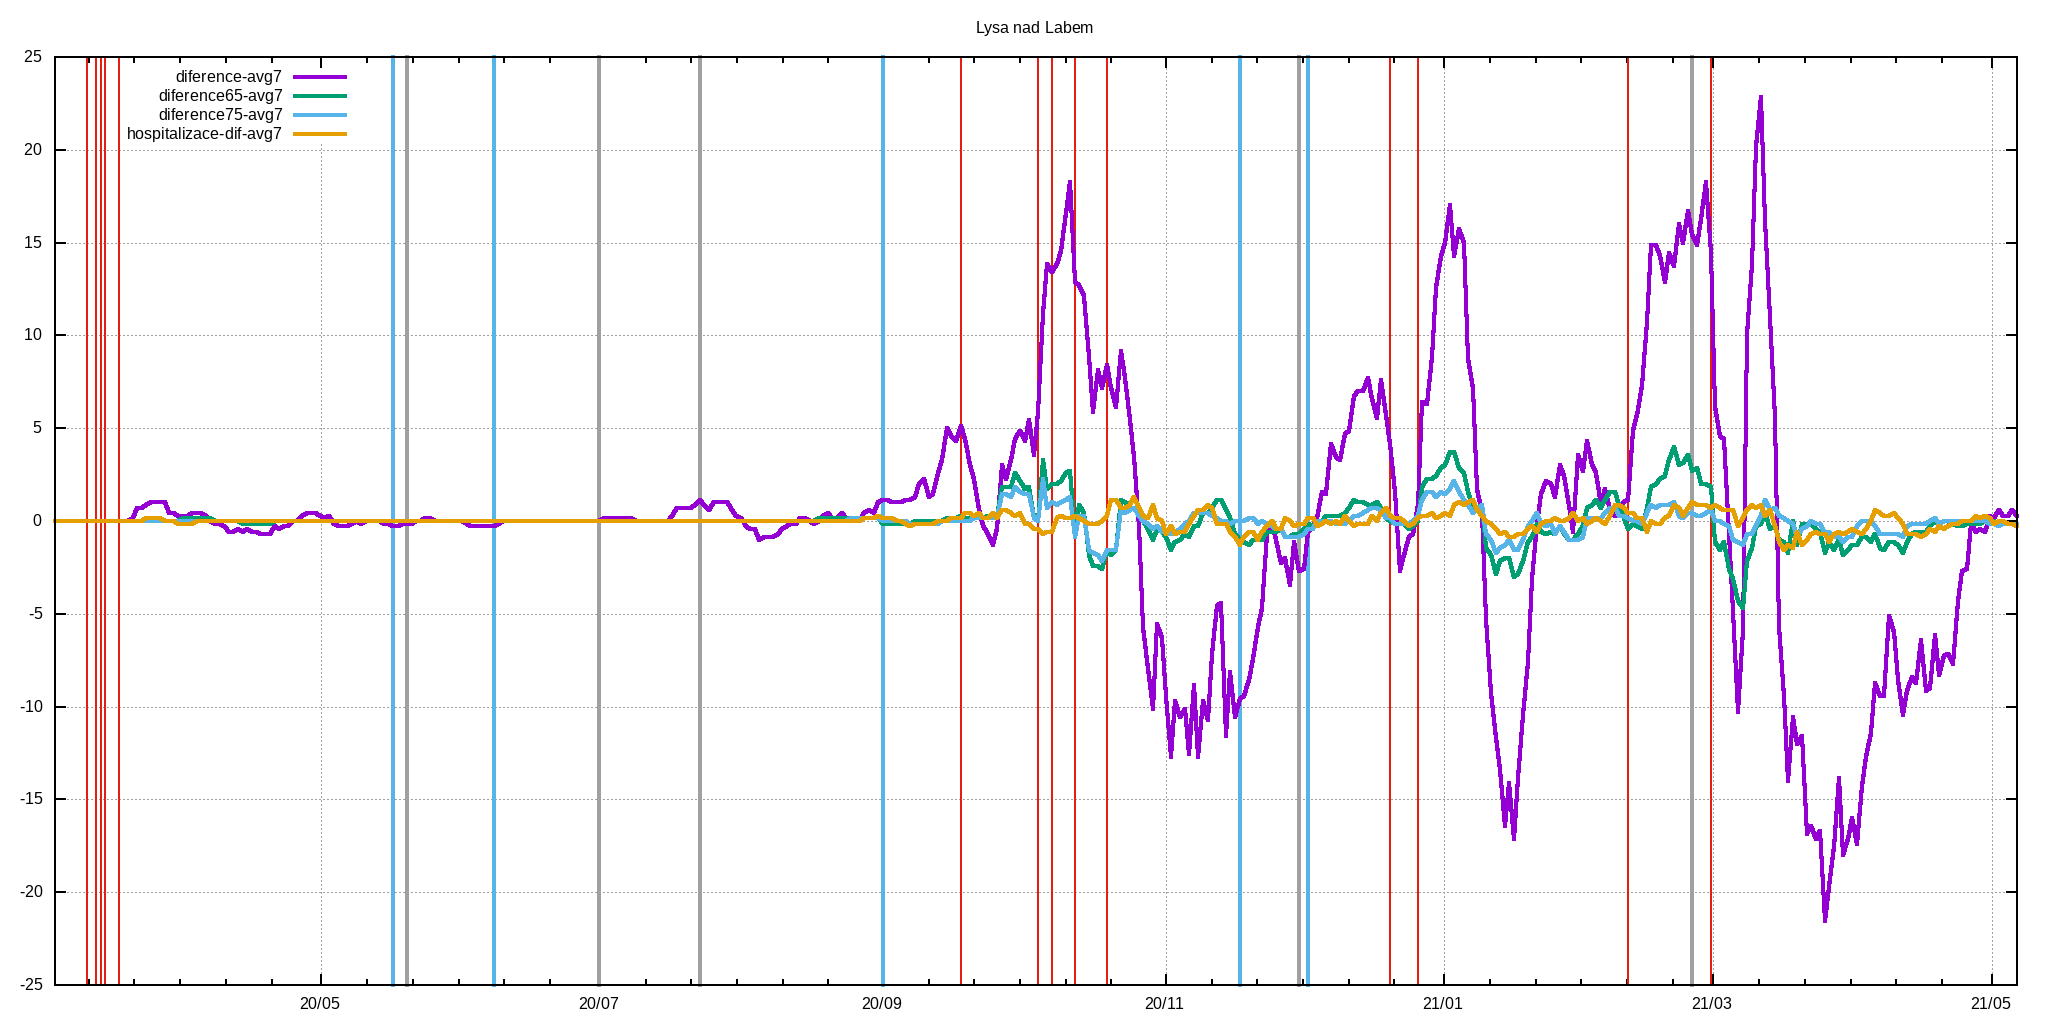 Lysa nad Labem
diference-avg7
diference65-avg7
diference75-avg7
hospitalizace-dif-avg7
25
20
15
10
5
0
-5
-10
-15
-20
-25
20/05 20/07 20/09 20/11 21/01 21/03 21/05